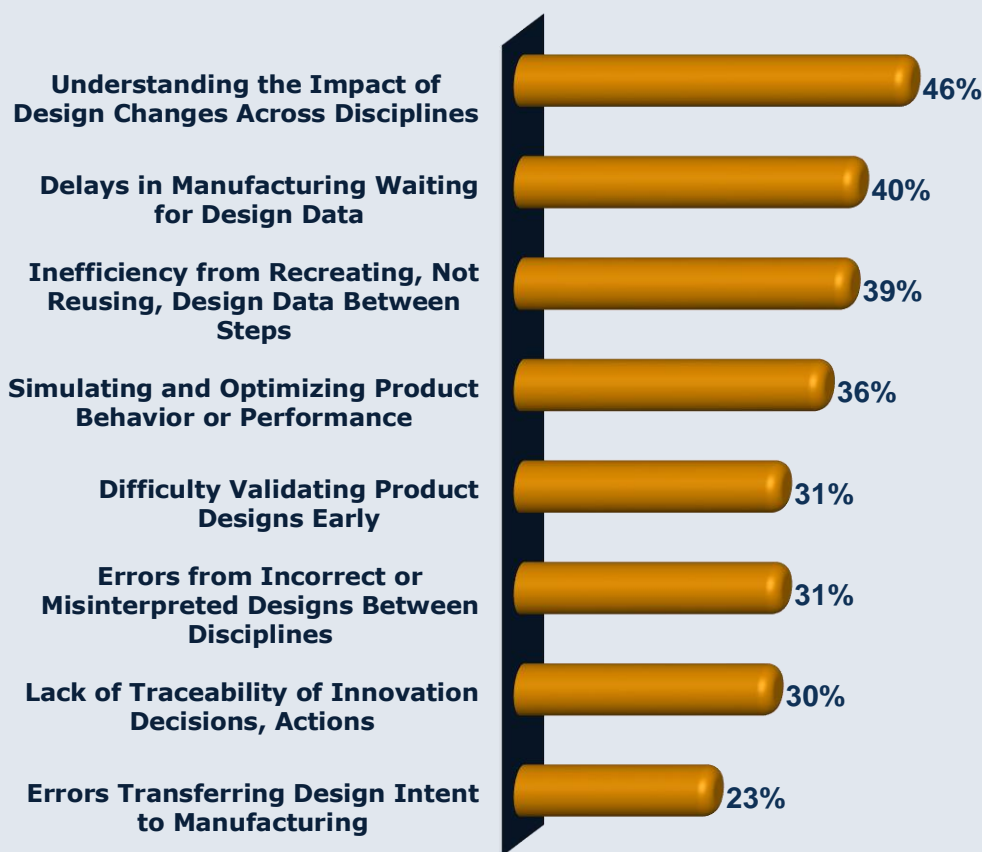 Understanding the Impact of
Design Changes Across Disciplines
46%
Delays in Manufacturing Waiting
for Design Data
40%
Inefficiency from Recreating, Not
Reusing, Design Data Between
Steps
39%
Simulating and Optimizing Product
Behavior or Performance
36%
Difficulty Validating Product
Designs Early
31%
Errors from Incorrect or
Misinterpreted Designs Between
Disciplines
31%
Lack of Traceability of Innovation
Decisions, Actions
30%
Errors Transferring Design Intent
to Manufacturing
23%